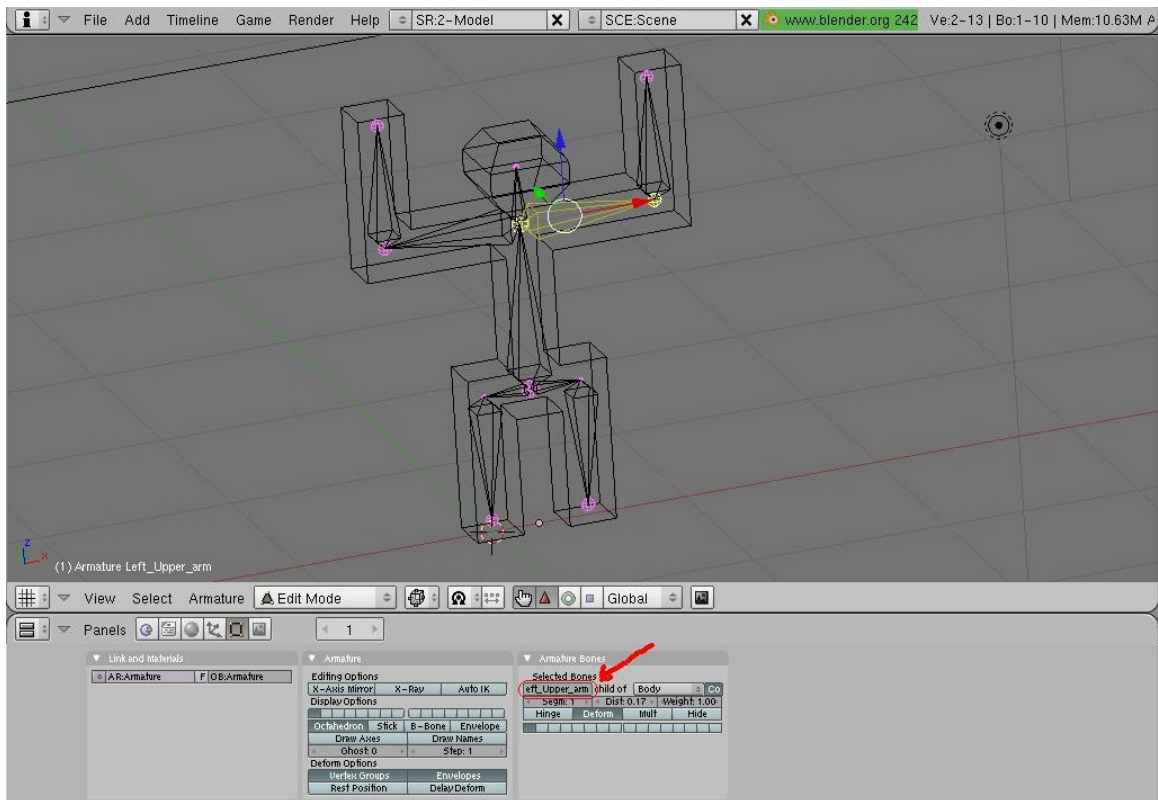 File Add Timeline Game Render Help SR:2-Model SCE:Scene www.blender.org 242 Ve:2-13 | Bo:1-10 | Mem:10.63M A
z
x
(1) Armature Left_Upper_arm
View Select Armature Edit Mode Global
Panels 1
Link and Materials
AR:Armature F OB:Armature
Armature
Editing Options
X-Axis Mirror X-Ray Auto IK
Display Options
Octahedron Stick B-Bone Envelope
Draw Axes Draw Names
Ghost: 0 Step: 1
Deform Options
Vertex Groups Envelopes
Rest Position Delay Deform
Armature Bones
Selected Bones
eft_Upper_arm child of Body Co
Segm: 1 Dist: 0.17 Weight: 1.00
Hinge Deform Mult Hide